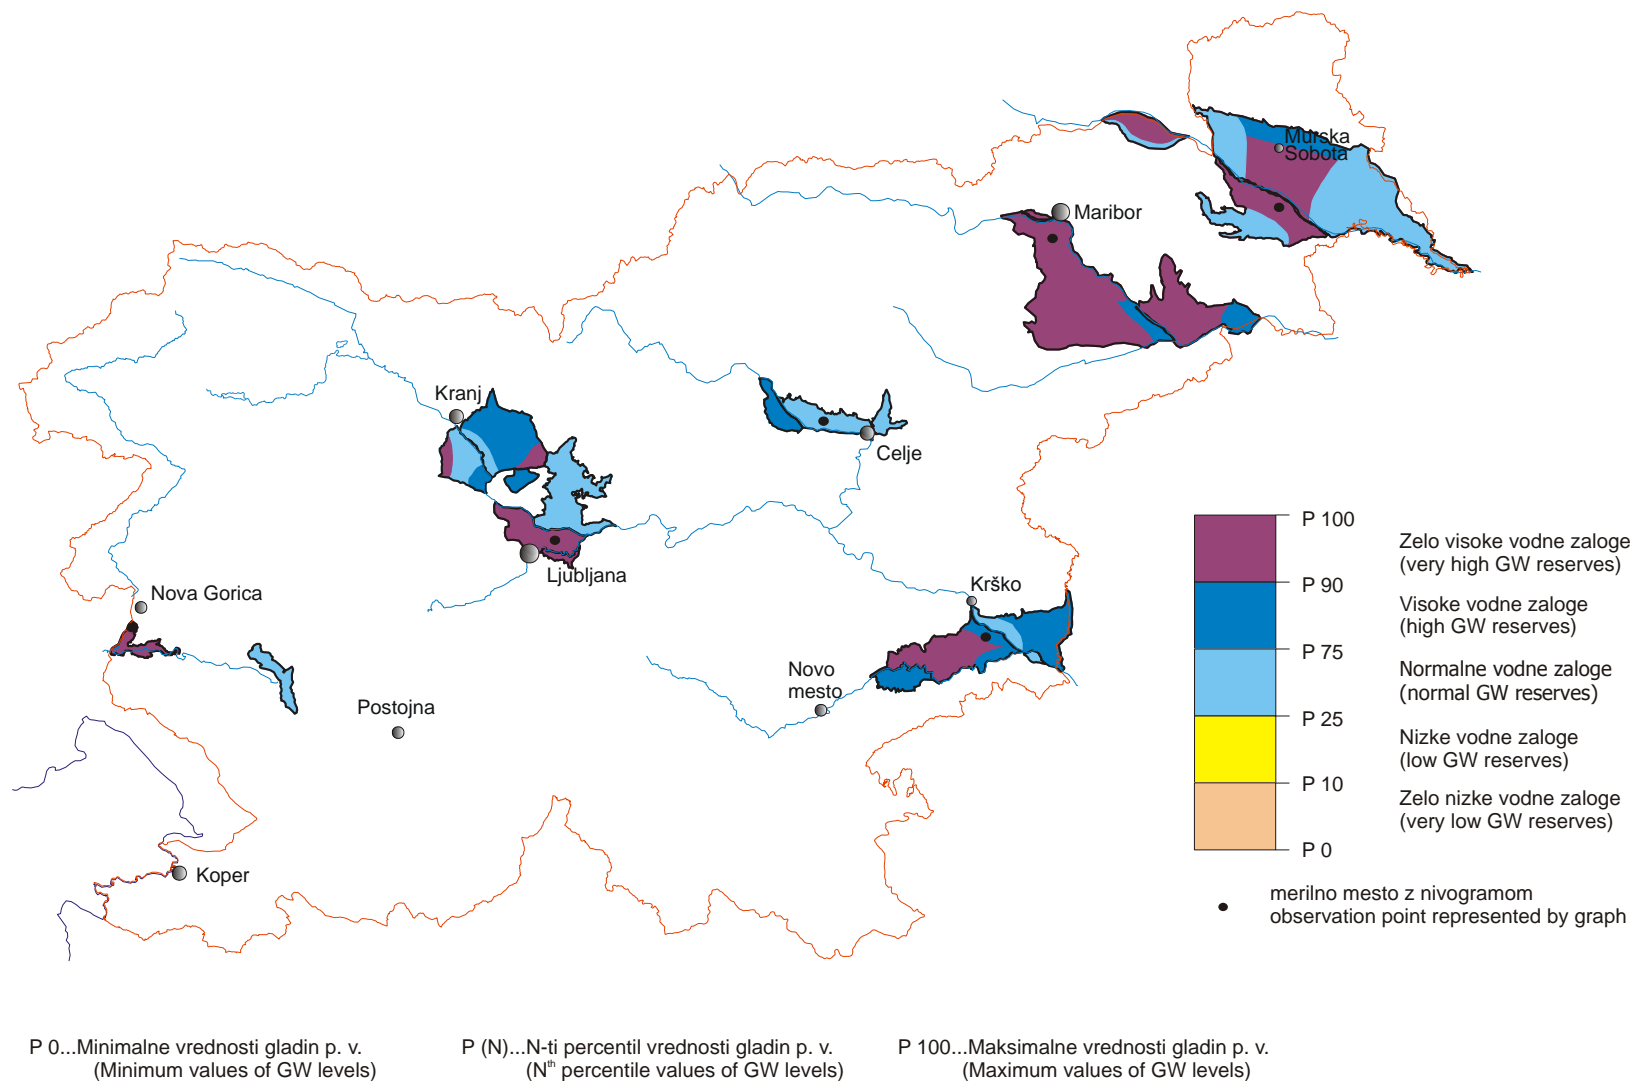 Murska
Sobota
Maribor
Kranj
Celje
Ljubljana
Nova Gorica
Krško
Novo
mesto
Postojna
Koper
P 100
Zelo visoke vodne zaloge
(very high GW reserves)
P 90
Visoke vodne zaloge
(high GW reserves)
P 75
Normalne vodne zaloge
(normal GW reserves)
P 25
Nizke vodne zaloge
(low GW reserves)
P 10
Zelo nizke vodne zaloge
(very low GW reserves)
P 0
merilno mesto z nivogramom
observation point represented by graph
P 0...Minimalne vrednosti gladin p. v.
(Minimum values of GW levels)
P (N)...N-ti percentil vrednosti gladin p. v.
(Nth percentile values of GW levels)
P 100...Maksimalne vrednosti gladin p. v.
(Maximum values of GW levels)